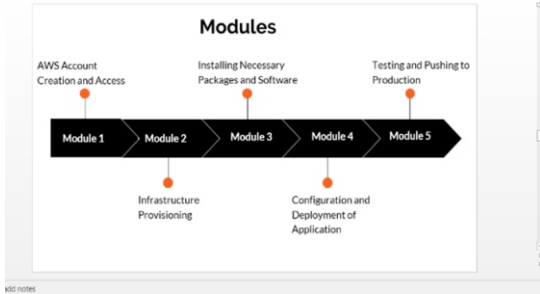 Modules
AWS Account
Creation and Access
Installing Necessary
Packages and Software
Testing and Pushing to
Production
Module 1
Module 2
Module 3
Module 4
Module 5
Infrastructure
Provisioning
Configuration and
Deployment of
Application
add notes